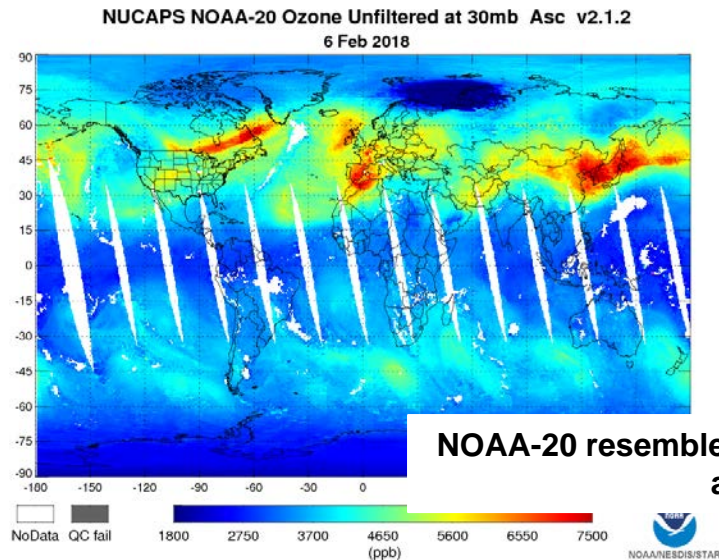 NUCAPS NOAA-20 Ozone Unfiltered at 30mb Asc v2.1.2
6 Feb 2018
90
75
60
45
30
15
0
-15
-30
-45
-60
-75
-90
-180 -150 -120 -90 -60 -30 0
NOAA-20 resemble
a
NoData QC fail
1800 2750 3700 4650 5600 6550 7500
(ppb)
NOAA/NESDIS/STAR